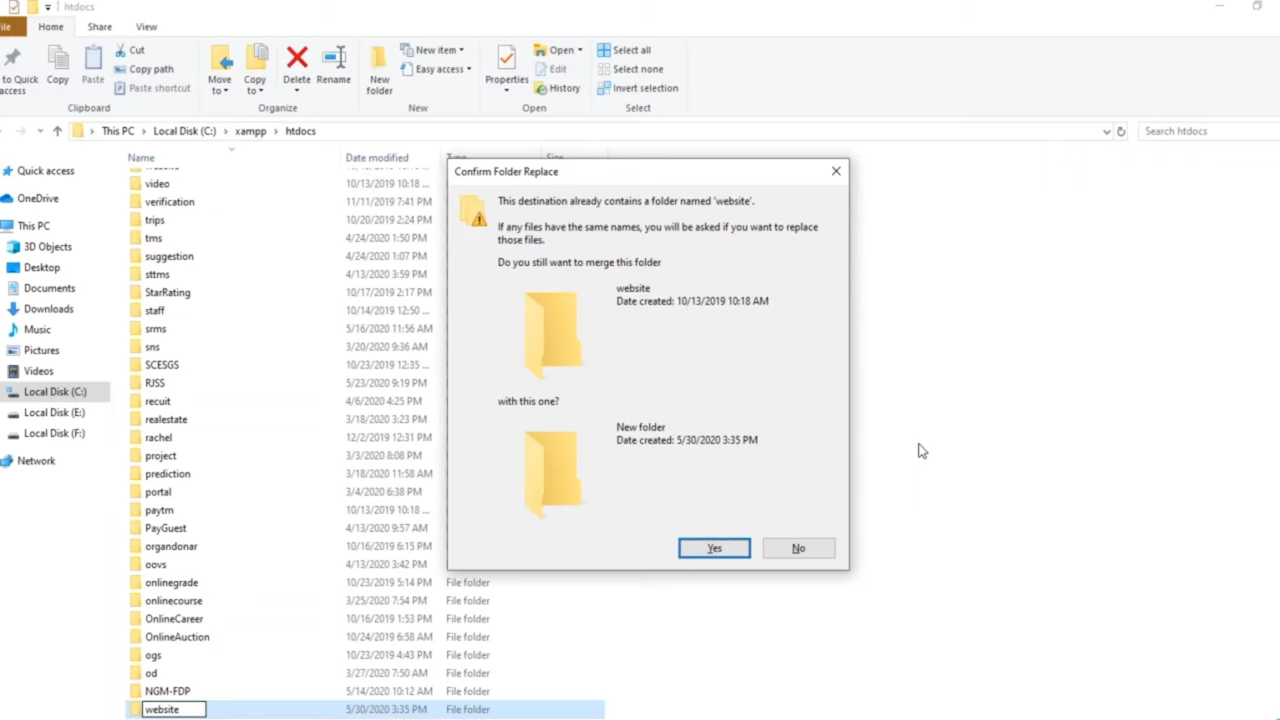 htdocs
ile Home Share View
to Quick access Copy Paste Cut Copy path Paste shortcut Move to Copy to Delete Rename New folder New item Easy access Properties Open Edit History Select all Select none Invert selection
Clipboard Organize New Open Select
This PC Local Disk (C:) xampp htdocs Search htdocs
Quick access
OneDrive
This PC
3D Objects
Desktop
Documents
Downloads
Music
Pictures
Videos
Local Disk (C:)
Local Disk (E:)
Local Disk (F:)
Network
Name Date modified
video 10/13/2019 10:18 ...
verification 11/11/2019 7:41 PM
trips 10/20/2019 2:24 PM
tms 4/24/2020 1:50 PM
suggestion 4/24/2020 1:07 PM
sttms 4/13/2020 3:59 PM
StarRating 10/17/2019 2:17 PM
staff 10/14/2019 12:50 ...
srms 5/16/2020 11:56 AM
sns 3/20/2020 9:36 AM
SCESGS 10/23/2019 12:35 ...
RJSS 5/23/2020 9:19 PM
recuit 4/6/2020 4:25 PM
realestate 3/18/2020 3:23 PM
rachel 12/2/2019 12:31 PM
project 3/3/2020 8:08 PM
prediction 3/18/2020 11:58 AM
portal 3/4/2020 6:38 PM
paytm 10/13/2019 10:18 ...
PayGuest 4/13/2020 9:57 AM
organdonar 10/16/2019 6:15 PM
oovs 4/13/2020 3:42 PM
onlinegrade 10/23/2019 5:14 PM File folder
onlinecourse 3/25/2020 7:54 PM File folder
OnlineCareer 10/16/2019 1:53 PM File folder
OnlineAuction 10/24/2019 6:58 AM File folder
ogs 10/23/2019 4:43 PM File folder
od 3/27/2020 7:50 AM File folder
NGM-FDP 5/14/2020 10:12 AM File folder
website 5/30/2020 3:35 PM File folder
Confirm Folder Replace
This destination already contains a folder named 'website'.
If any files have the same names, you will be asked if you want to replace
those files.
Do you still want to merge this folder
website
Date created: 10/13/2019 10:18 AM
with this one?
New folder
Date created: 5/30/2020 3:35 PM
Yes No